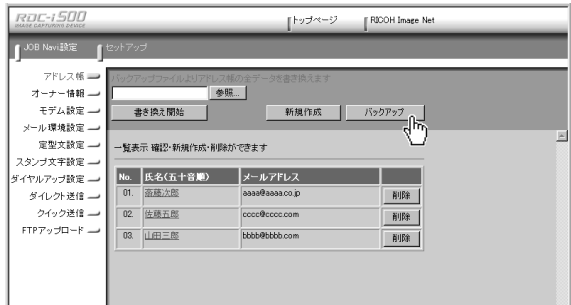 RDC-i 500
IMAGE CAPTURING DEVICE
トップページ
RICOH Image Net
JOB Navi設定
セットアップ
アドレス帳
オーナー情報
モデム設定
メール環境設定
定型文設定
スタンプ文字設定
ダイヤルアップ設定
ダイレクト送信
クイック送信
FTPアップロード
バックアップファイルよりアドレス帳の全データを書き換えます
参照...
書き換え開始
新規作成
バックアップ
一覧表示 確認・新規作成・削除ができます
No. 氏名(五十音順) メールアドレス
01. 斎藤次郎 aaaa@aaaa.co.jp 削除
02. 佐藤五郎 cccc@cccc.com 削除
03. 山田三郎 bbbb@bbbb.com 削除